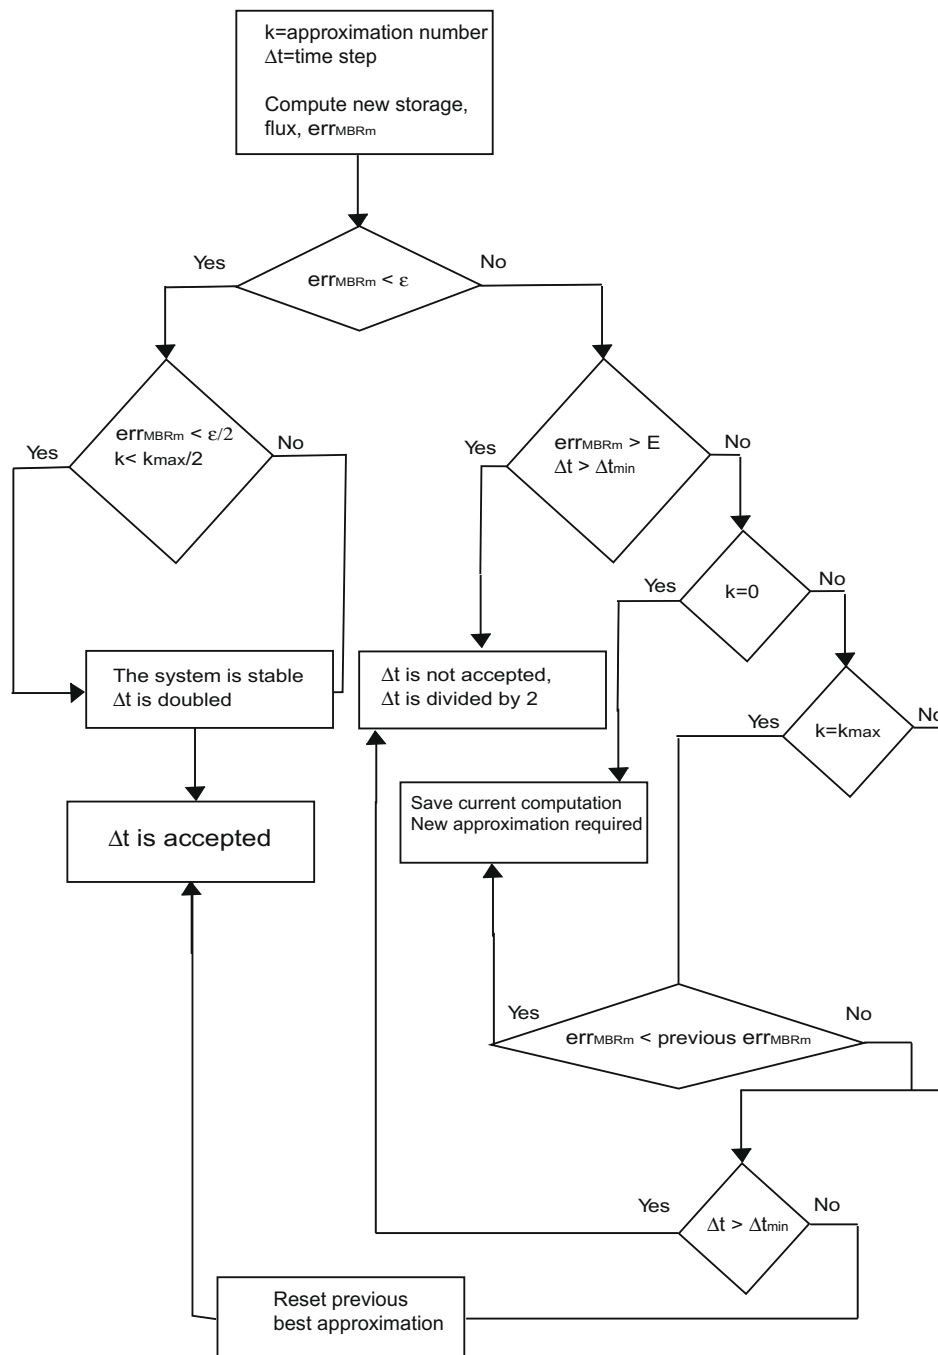 k=approximation number
Δt=time step
Compute new storage,
flux, errMBRm
Yes
No
errMBRm < ε
Yes
errMBRm < ε/2
k< kmax/2
No
Yes
errMBRm > E
Δt > Δtmin
No
Yes
k=0
No
The system is stable
Δt is doubled
Δt is not accepted,
Δt is divided by 2
Yes
k=kmax
No
Δt is accepted
Save current computation
New approximation required
Yes
No
errMBRm < previous errMBRm
Yes
Δt > Δtmin
No
Reset previous
best approximation